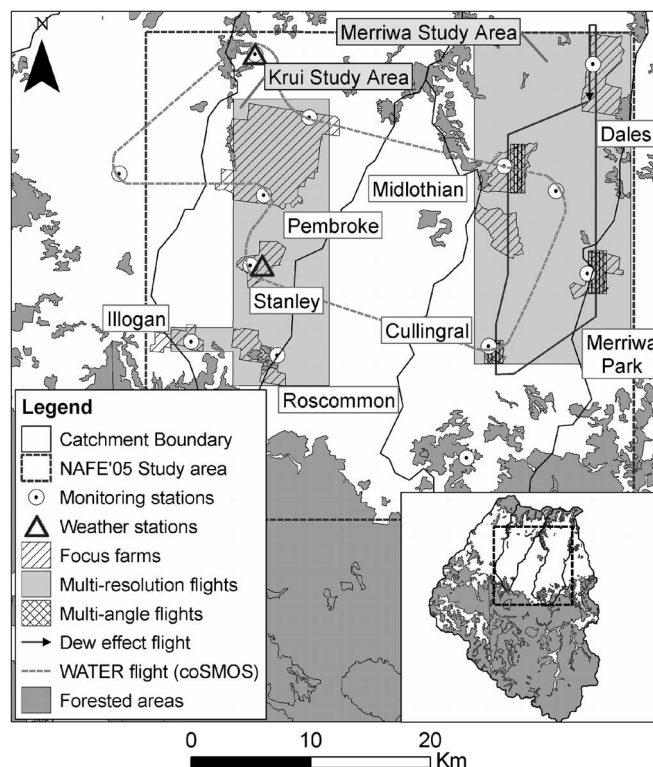 N
Merriwa Study Area
Krui Study Area
Dales
Midlothian
Pembroke
Stanley
Illogan
Cullingral
Merriwa
Park
Roscommon
Legend
Catchment Boundary
NAFE'05 Study area
Monitoring stations
Weather stations
Focus farms
Multi-resolution flights
Multi-angle flights
Dew effect flight
WATER flight (coSMOS)
Forested areas
0 10 20
Km